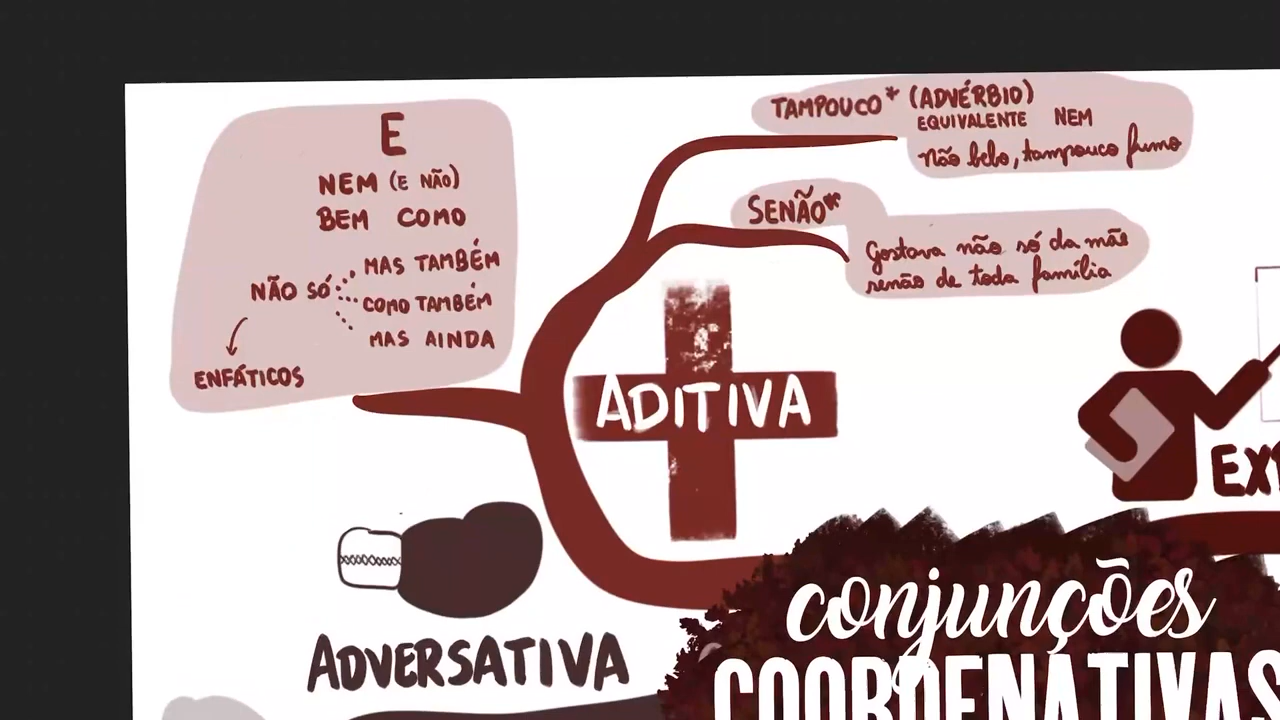 E
NEM (E NÃO)
BEM COMO
NÃO SÓ
MAS TAMBÉM
COMO TAMBÉM
MAS AINDA
ENFÁTICOS
TAMPOUCO* (ADVÉRBIO)
EQUIVALENTE NEM
Não bebo, tampouco fumo
SENÃO*
Gostava não só da mãe
senão de toda família
ADITIVA
ADVERSATIVA
conjunções
COORDENATIVAS